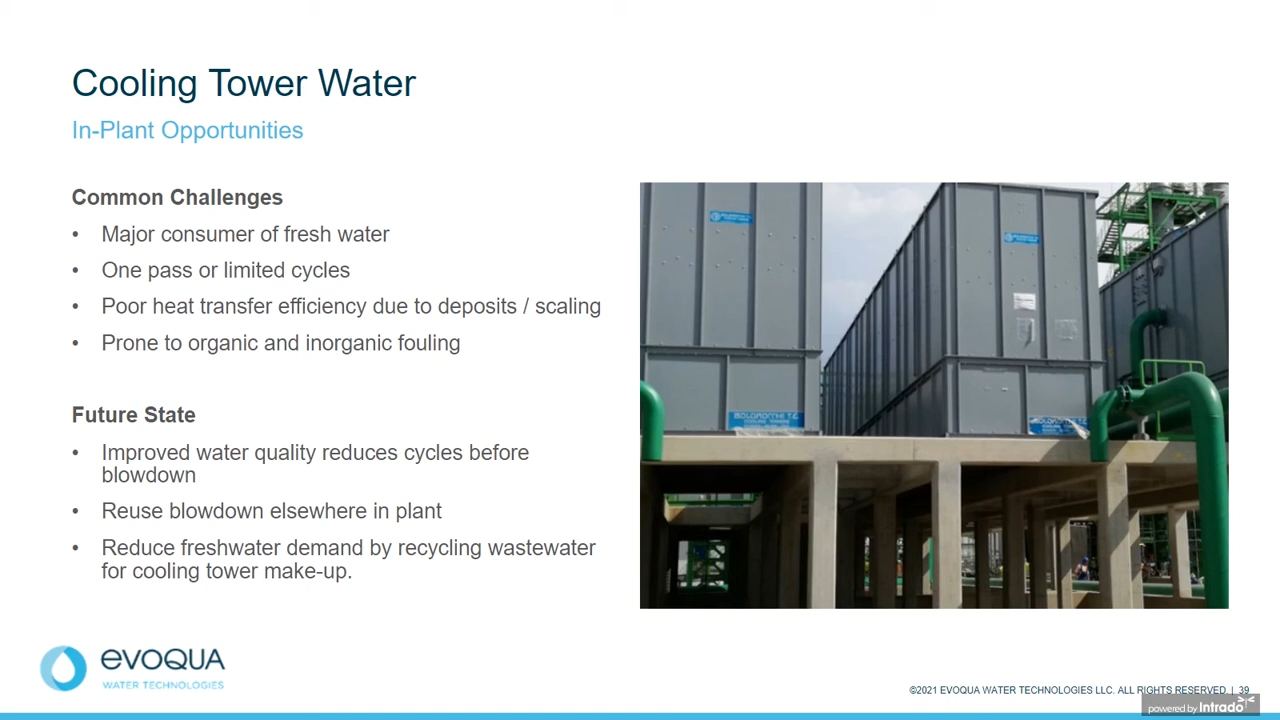 Cooling Tower Water
In-Plant Opportunities
Common Challenges
• Major consumer of fresh water
• One pass or limited cycles
• Poor heat transfer efficiency due to deposits / scaling
• Prone to organic and inorganic fouling
Future State
• Improved water quality reduces cycles before
blowdown
• Reuse blowdown elsewhere in plant
• Reduce freshwater demand by recycling wastewater
for cooling tower make-up.
evoQUA
WATER TECHNOLOGIES
©2021 EVOQUA WATER TECHNOLOGIES LLC. ALL RIGHTS RESERVED | 39
powered by Intrado